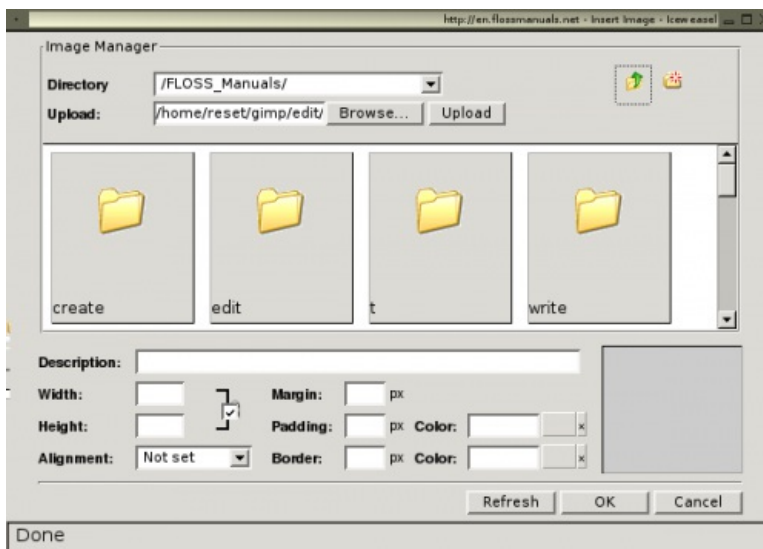 http://en.flossmanuals.net - Insert Image - Iceweasel
Image Manager
Directory /FLOSS_Manuals/
Upload: /home/reset/gimp/edit/ Browse... Upload
create edit t write
Description:
Width: Margin: px
Height: Padding: px Color: x
Alignment: Not set Border: px Color: x
Refresh OK Cancel
Done